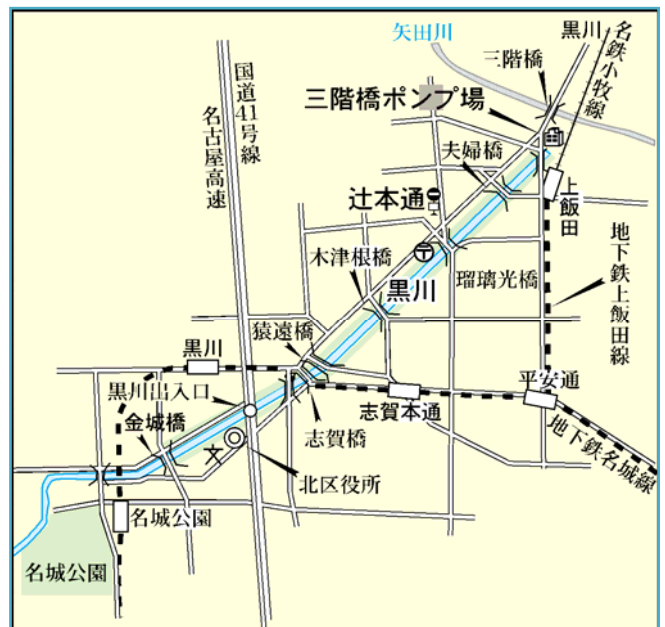 矢田川
黒川
三階橋
名鉄小牧線
国道41号線
名古屋高速
三階橋ポンプ場
夫婦橋
辻本通
上飯田
木津根橋
〒
黒川
瑠璃光橋
地下鉄上飯田線
猿遠橋
黒川
黒川出入口
金城橋
志賀橋
志賀本通
平安通
地下鉄名城線
文
北区役所
名城公園
名城公園